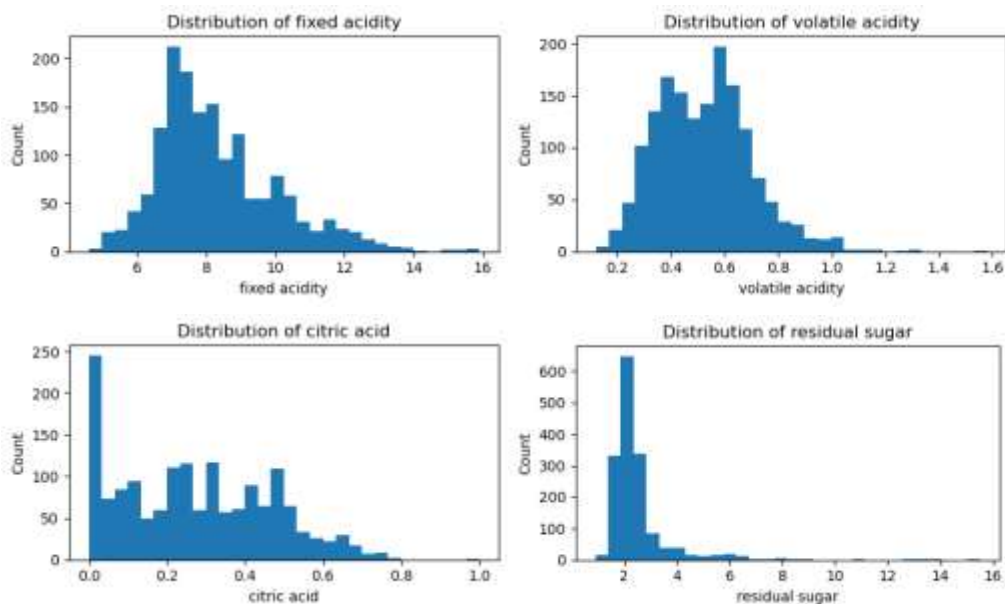 Distribution of fixed acidity
200
150
100
50
0
Count
6 8 10 12 14 16
fixed acidity
Distribution of volatile acidity
200
150
100
50
0
Count
0.2 0.4 0.6 0.8 1.0 1.2 1.4 1.6
volatile acidity
Distribution of citric acid
250
200
150
100
50
0
Count
0.0 0.2 0.4 0.6 0.8 1.0
citric acid
Distribution of residual sugar
600
500
400
300
200
100
0
Count
2 4 6 8 10 12 14 16
residual sugar